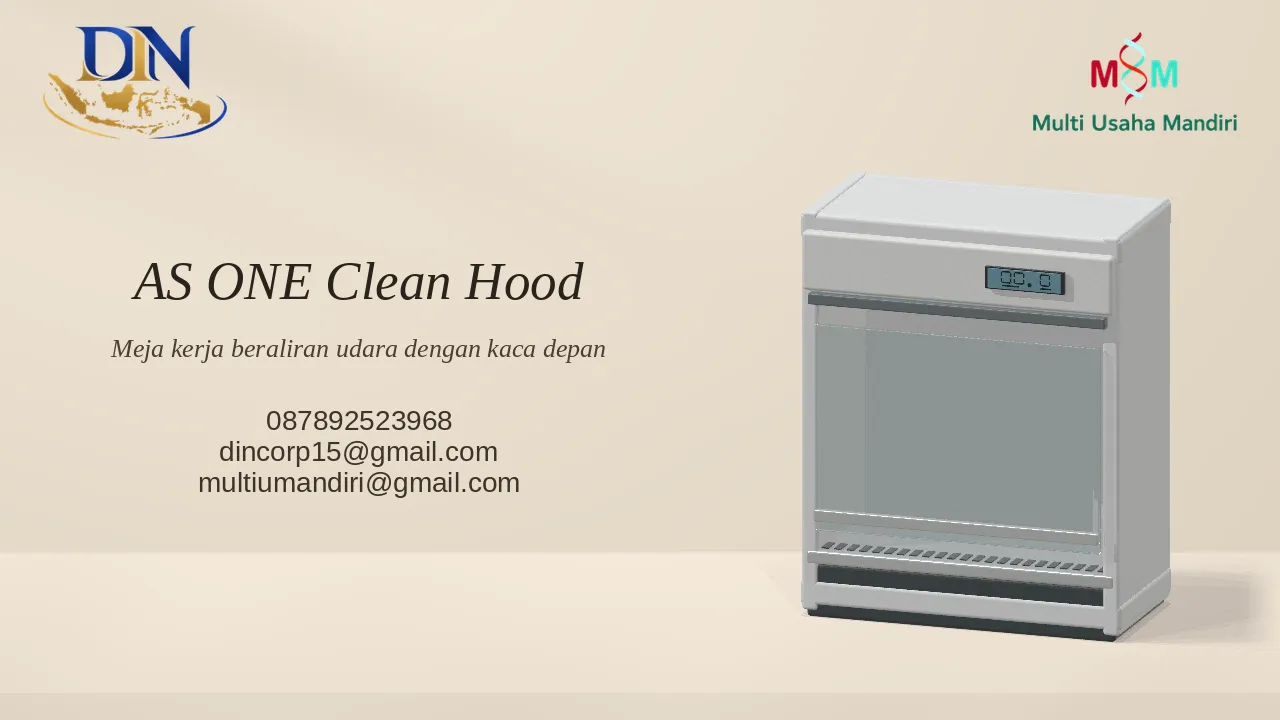 DIN
MSM
Multi Usaha Mandiri
AS ONE Clean Hood
Meja kerja beraliran udara dengan kaca depan
087892523968
dincorp15@gmail.com
multiumandiri@gmail.com